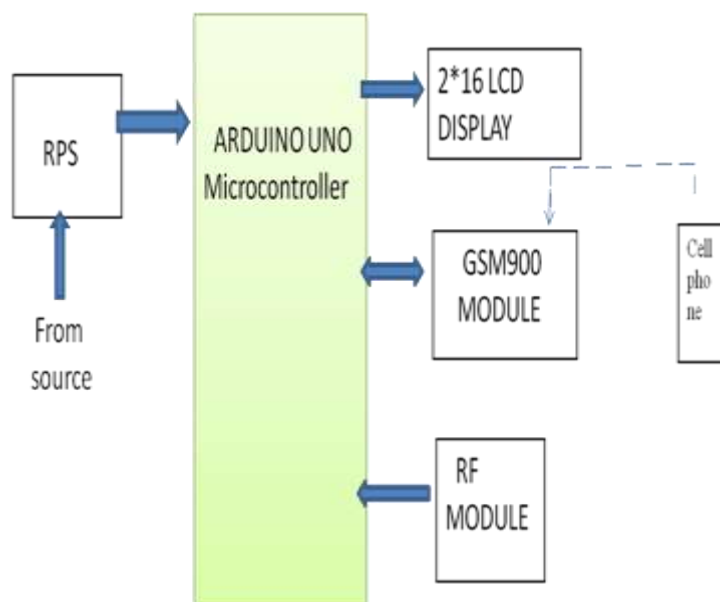 RPS
From
source
ARDUINO UNO
Microcontroller
2*16 LCD
DISPLAY
GSM900
MODULE
Cell
pho
ne
RF
MODULE